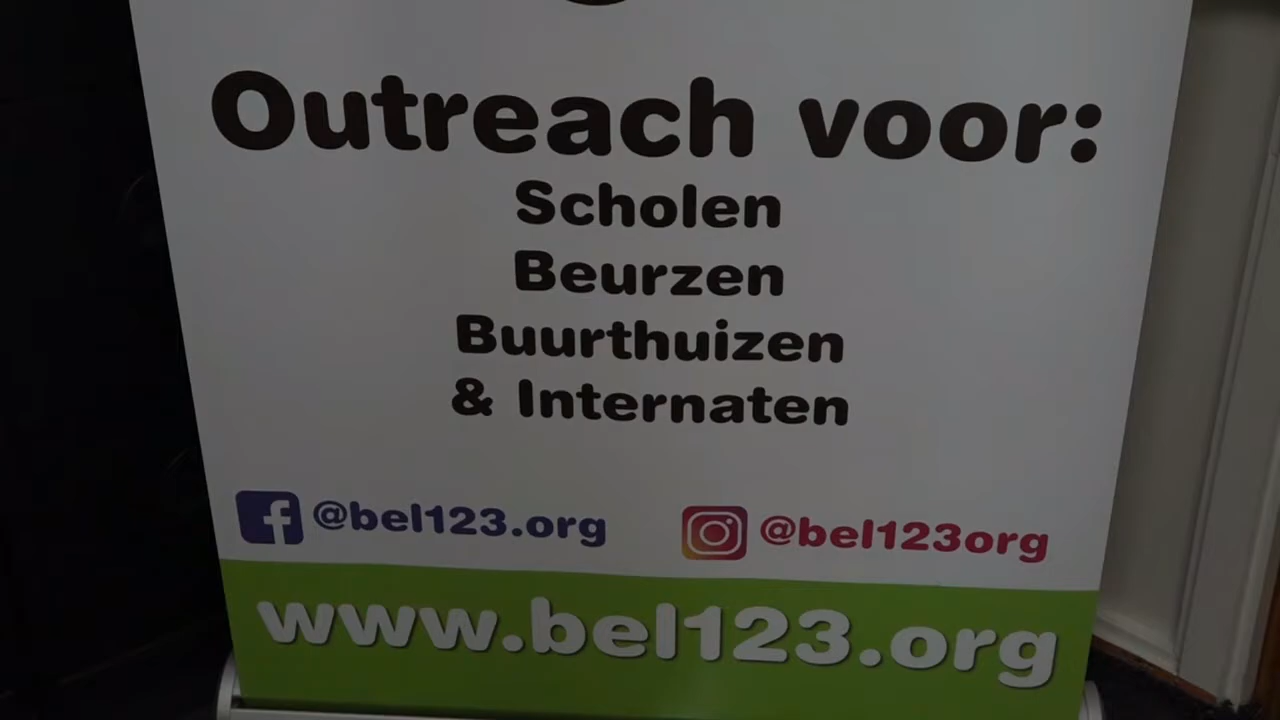 Outreach voor:
Scholen
Beurzen
Buurthuizen
& Internaten
@bel123.org @bel123org
www.bel123.org